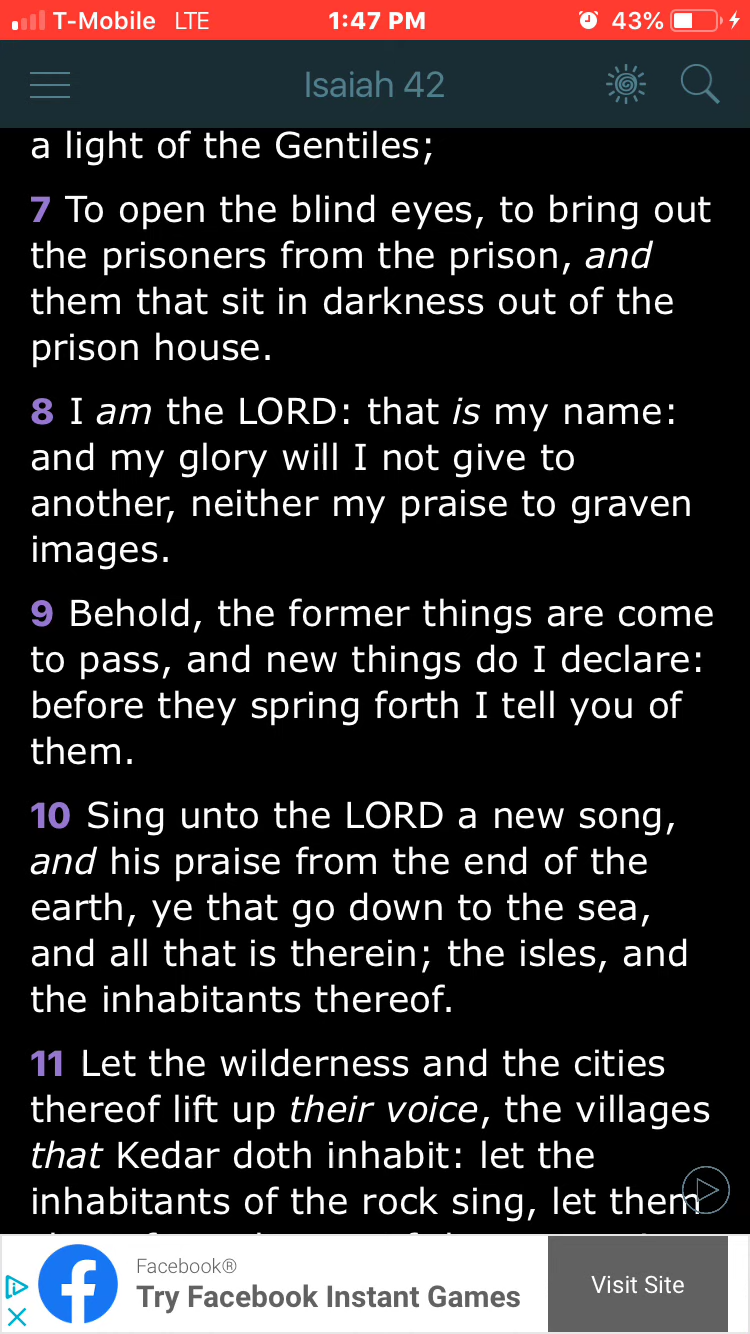 T-Mobile LTE 1:47 PM 43%
Isaiah 42
a light of the Gentiles;
7 To open the blind eyes, to bring out
the prisoners from the prison, and
them that sit in darkness out of the
prison house.
8 I am the LORD: that is my name:
and my glory will I not give to
another, neither my praise to graven
images.
9 Behold, the former things are come
to pass, and new things do I declare:
before they spring forth I tell you of
them.
10 Sing unto the LORD a new song,
and his praise from the end of the
earth, ye that go down to the sea,
and all that is therein; the isles, and
the inhabitants thereof.
11 Let the wilderness and the cities
thereof lift up their voice, the villages
that Kedar doth inhabit: let the
inhabitants of the rock sing, let them
Facebook®
Try Facebook Instant Games
Visit Site